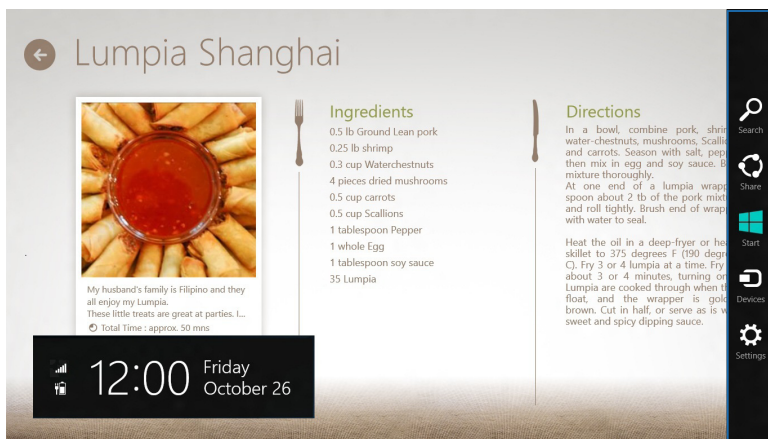 Lumpia Shanghai
My husband's family is Filipino and they
all enjoy my Lumpia.
These little treats are great at parties. I...
Total Time : approx. 50 mns
Ingredients
0.5 lb Ground Lean pork
0.25 lb shrimp
0.3 cup Waterchestnuts
4 pieces dried mushrooms
0.5 cup carrots
0.5 cup Scallions
1 tablespoon Pepper
1 whole Egg
1 tablespoon soy sauce
35 Lumpia
Directions
In a bowl, combine pork,
water-chestnuts, mushrooms,
and carrots. Season with salt,
then mix in egg and soy sauce.
mixture thoroughly.
At one end of a lumpia
spoon about 2 tb of the pork
and roll tightly. Brush end of
with water to seal.
Heat the oil in a deep-fryer or
skillet to 375 degrees F (190
C). Fry 3 or 4 lumpia at a time. Fry
about 3 or 4 minutes, turning
Lumpia are cooked through when
float, and the wrapper is
brown. Cut in half, or serve as is
sweet and spicy dipping sauce.
Search
Share
Start
Devices
Settings
12:00
Friday
October 26